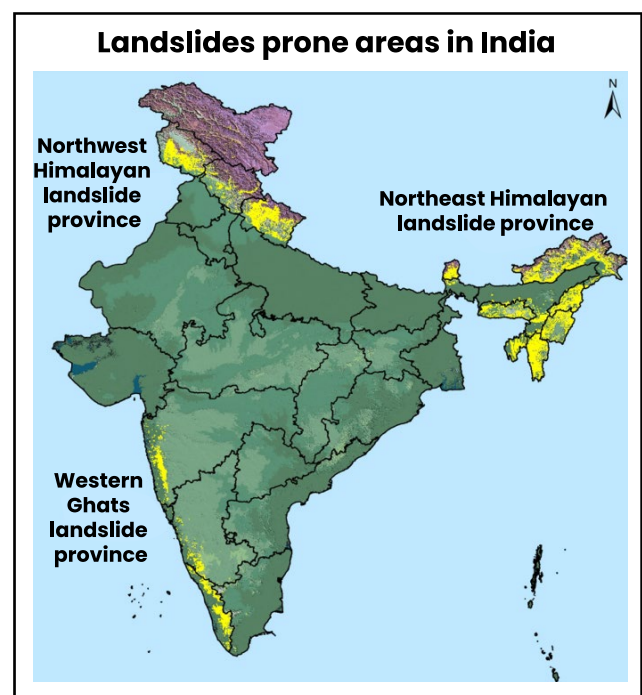 Landslides prone areas in India
N
Northwest
Himalayan
landslide
province
Northeast Himalayan
landslide province
Western
Ghats
landslide
province